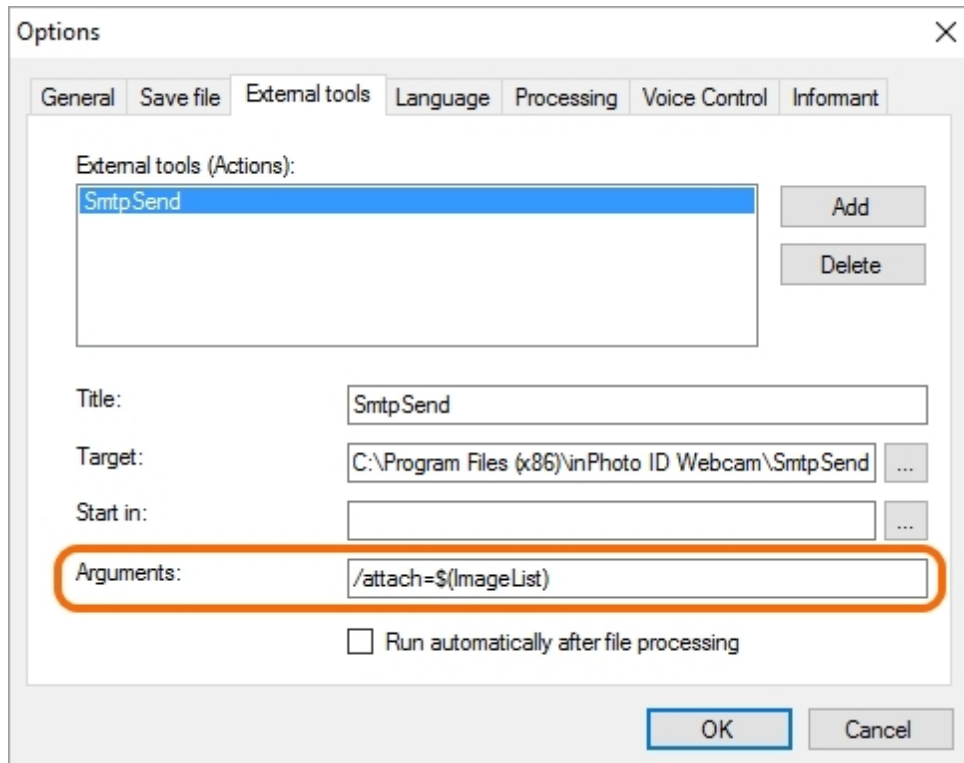 Options
General Save file External tools Language Processing Voice Control Informant
External tools (Actions):
SmtpSend
Add
Delete
Title:
SmtpSend
Target:
C:\Program Files (x86)\inPhoto ID Webcam\SmtpSend
...
Start in:
...
Arguments:
/attach=$(ImageList)
Run automatically after file processing
OK
Cancel